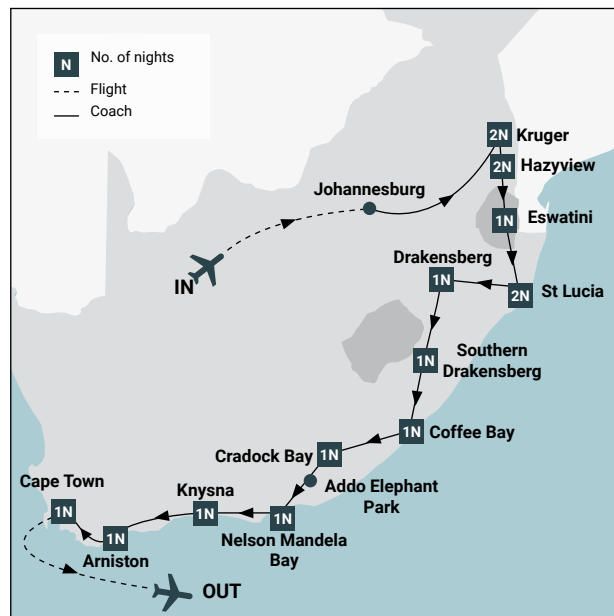 N No. of nights
Flight
Coach
2N Kruger
2N Hazyview
Johannesburg
1N Eswatini
IN
Drakensberg
1N
2N St Lucia
1N Southern
Drakensberg
1N Coffee Bay
Cradock Bay 1N
Addo Elephant
Park
Cape Town
1N
Knysna
1N
1N
Nelson Mandela
Bay
1N
Arniston
OUT